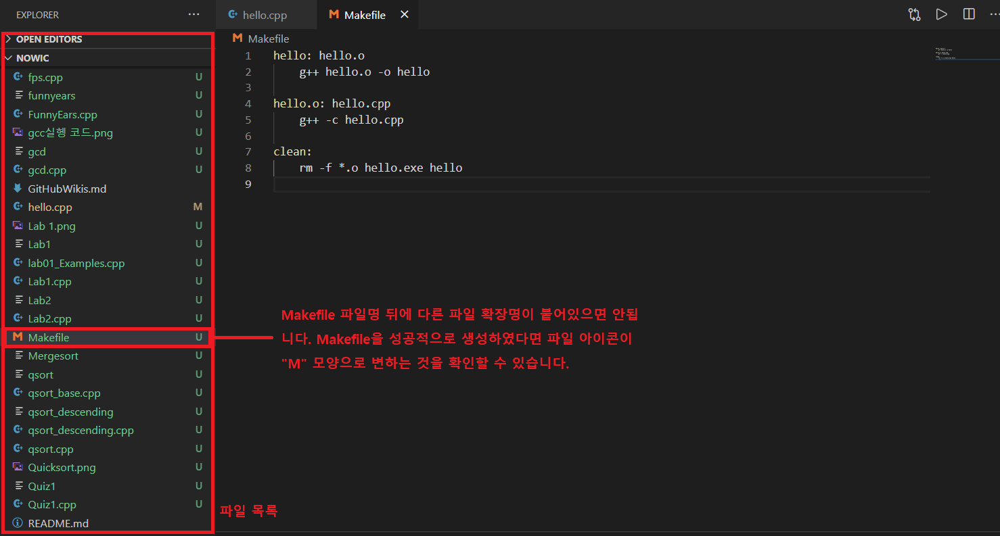 EXPLORER
hello.cpp
Makefile
OPEN EDITORS
NOWIC
fps.cpp U
funnyears U
FunnyEars.cpp U
gcc실헹 코드.png U
gcd U
gcd.cpp U
GitHubWikis.md
hello.cpp M
Lab 1.png U
Lab1 U
lab01_Examples.cpp U
Lab1.cpp U
Lab2 U
Lab2.cpp U
Makefile U
Mergesort U
qsort U
qsort_base.cpp U
qsort_descending U
qsort_descending.cpp U
qsort.cpp U
Quicksort.png U
Quiz1 U
Quiz1.cpp U
README.md
Makefile
1 hello: hello.o
2 g++ hello.o -o hello
3
4 hello.o: hello.cpp
5 g++ -c hello.cpp
6
7 clean:
8 rm -f *.o hello.exe hello
9
Makefile 파일명 뒤에 다른 파일 확장명이 붙어있으면 안됩
니다. Makefile을 성공적으로 생성하였다면 파일 아이콘이
"M" 모양으로 변하는 것을 확인할 수 있습니다.
파일 목록